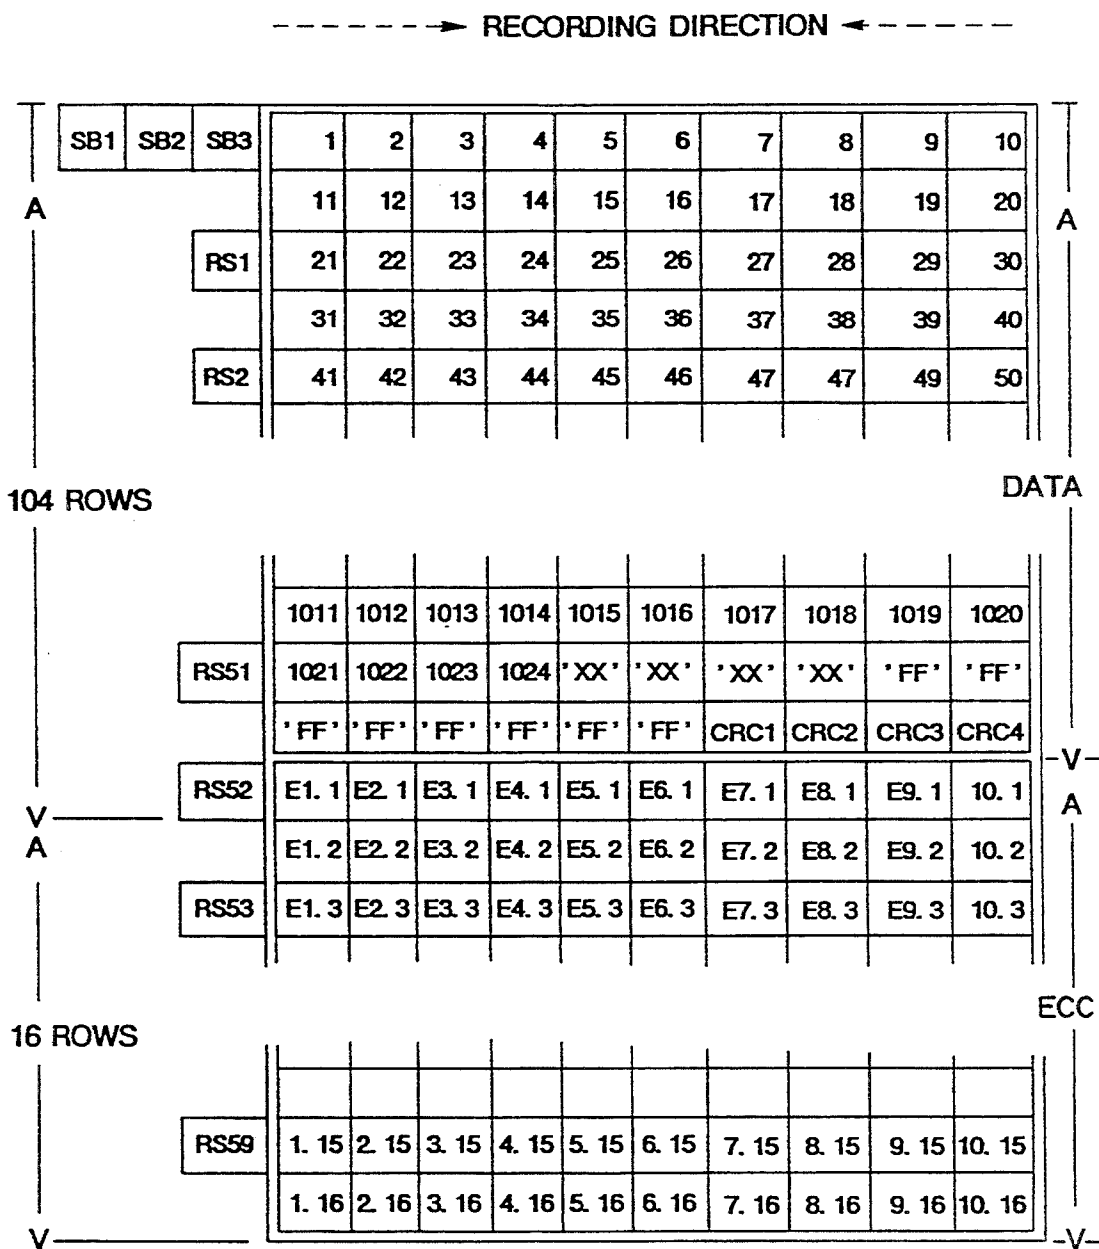 RECORDING DIRECTION
SB1 SB2 SB3 1 2 3 4 5 6 7 8 9 10
A 11 12 13 14 15 16 17 18 19 20 A
RS1 21 22 23 24 25 26 27 28 29 30
31 32 33 34 35 36 37 38 39 40
RS2 41 42 43 44 45 46 47 47 49 50
104 ROWS DATA
1011 1012 1013 1014 1015 1016 1017 1018 1019 1020
RS51 1021 1022 1023 1024 'XX' 'XX' 'XX' 'XX' 'FF' 'FF'
'FF' 'FF' 'FF' 'FF' 'FF' 'FF' CRC1 CRC2 CRC3 CRC4
V
RS52 E1. 1 E2. 1 E3. 1 E4. 1 E5. 1 E6. 1 E7. 1 E8. 1 E9. 1 10. 1 A
V
A E1. 2 E2. 2 E3. 2 E4. 2 E5. 2 E6. 2 E7. 2 E8. 2 E9. 2 10. 2
RS53 E1. 3 E2. 3 E3. 3 E4. 3 E5. 3 E6. 3 E7. 3 E8. 3 E9. 3 10. 3
ECC
16 ROWS
RS59 1. 15 2. 15 3. 15 4. 15 5. 15 6. 15 7. 15 8. 15 9. 15 10. 15
1. 16 2. 16 3. 16 4. 16 5. 16 6. 16 7. 16 8. 16 9. 16 10. 16
V V